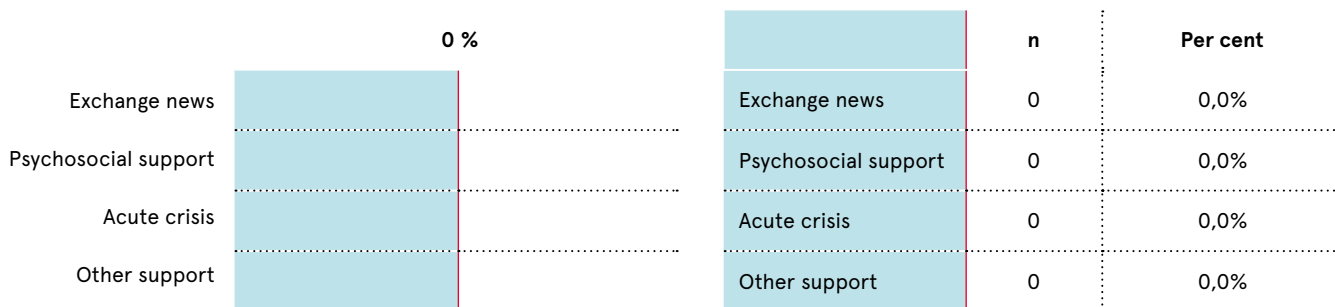 0 %
Exchange news
Psychosocial support
Acute crisis
Other support
n Per cent
Exchange news 0 0,0%
Psychosocial support 0 0,0%
Acute crisis 0 0,0%
Other support 0 0,0%